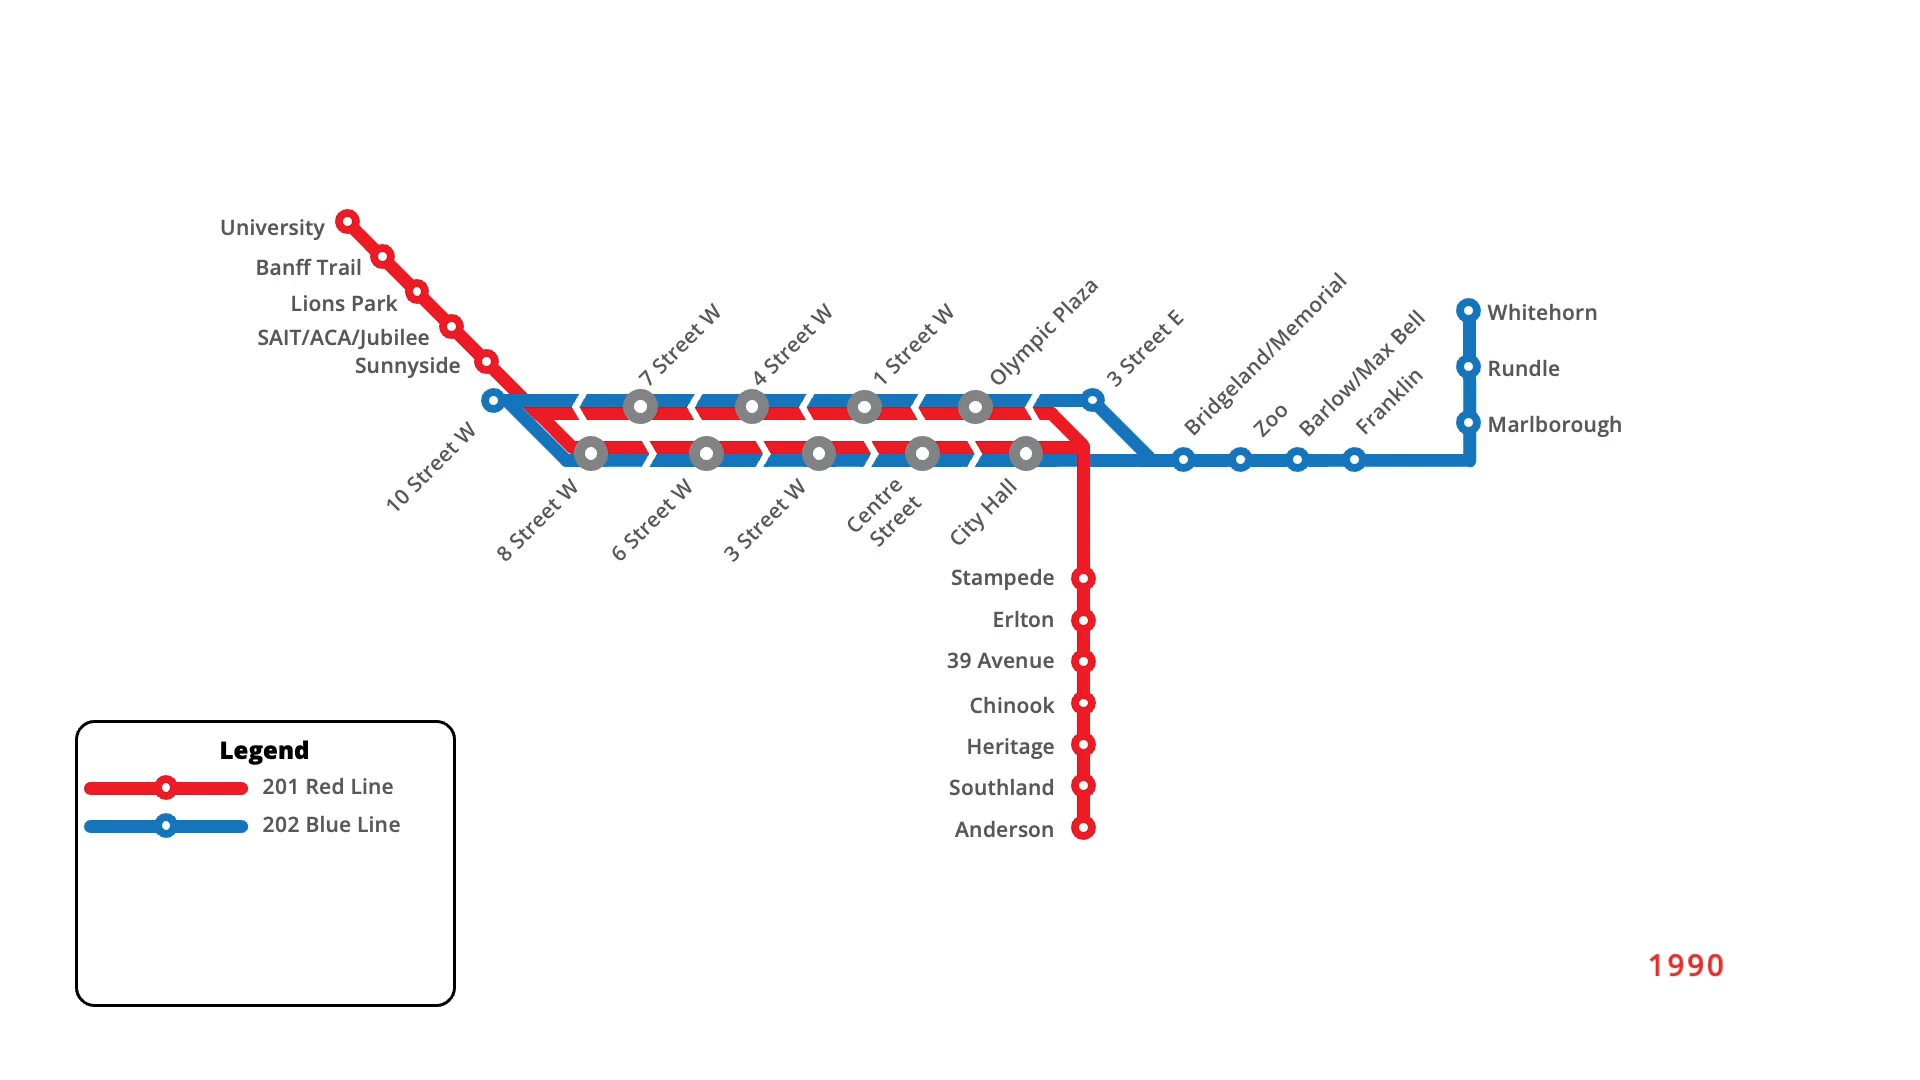 University
Banff Trail
Lions Park
SAIT/ACA/Jubilee
Sunnyside
10 Street W
7 Street W
4 Street W
1 Street W
Olympic Plaza
3 Street E
Bridgeland/Memorial
Zoo
Barlow/Max Bell
Franklin
Whitehorn
Rundle
Marlborough
8 Street W
6 Street W
3 Street W
Centre
Street
City Hall
Stampede
Erlton
39 Avenue
Chinook
Heritage
Southland
Anderson
Legend
201 Red Line
202 Blue Line
1990